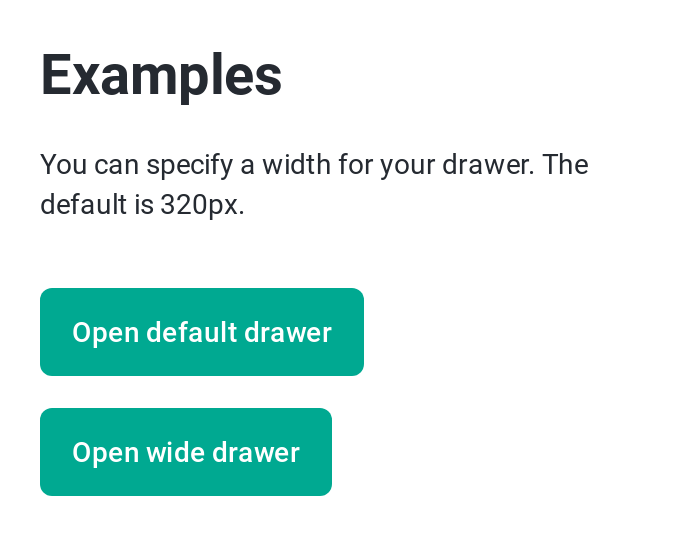 Examples
You can specify a width for your drawer. The
default is 320px.
Open default drawer
Open wide drawer